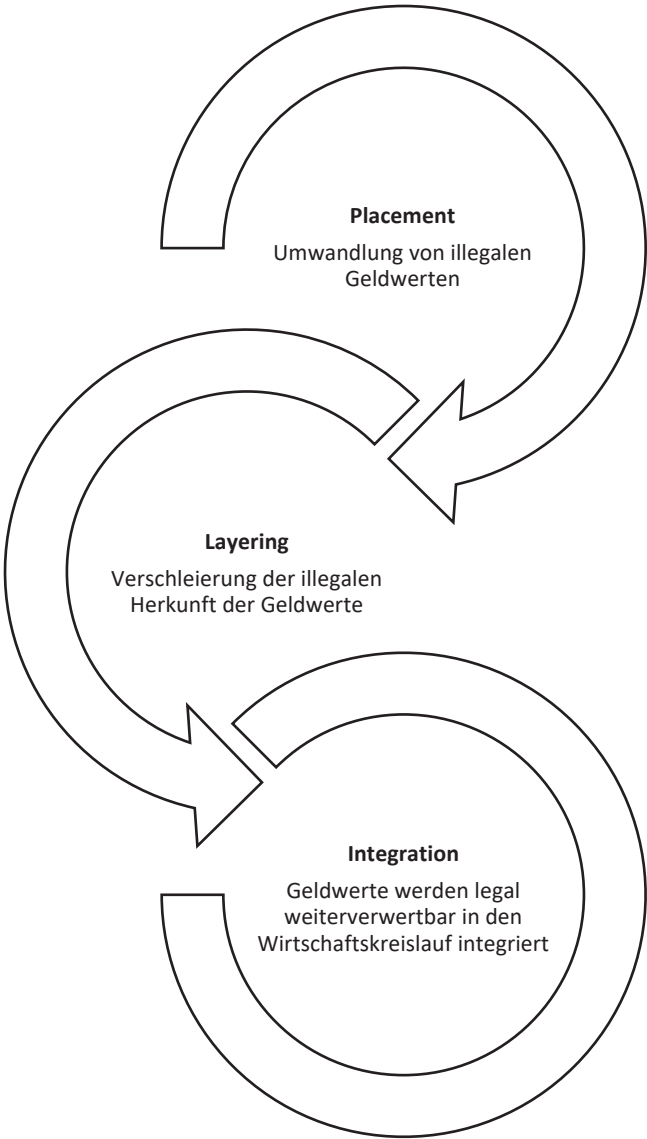 Placement
Umwandlung von illegalen
Geldwerten
Layering
Verschleierung der illegalen
Herkunft der Geldwerte
Integration
Geldwerte werden legal
weiterverwertbar in den
Wirtschaftskreislauf integriert